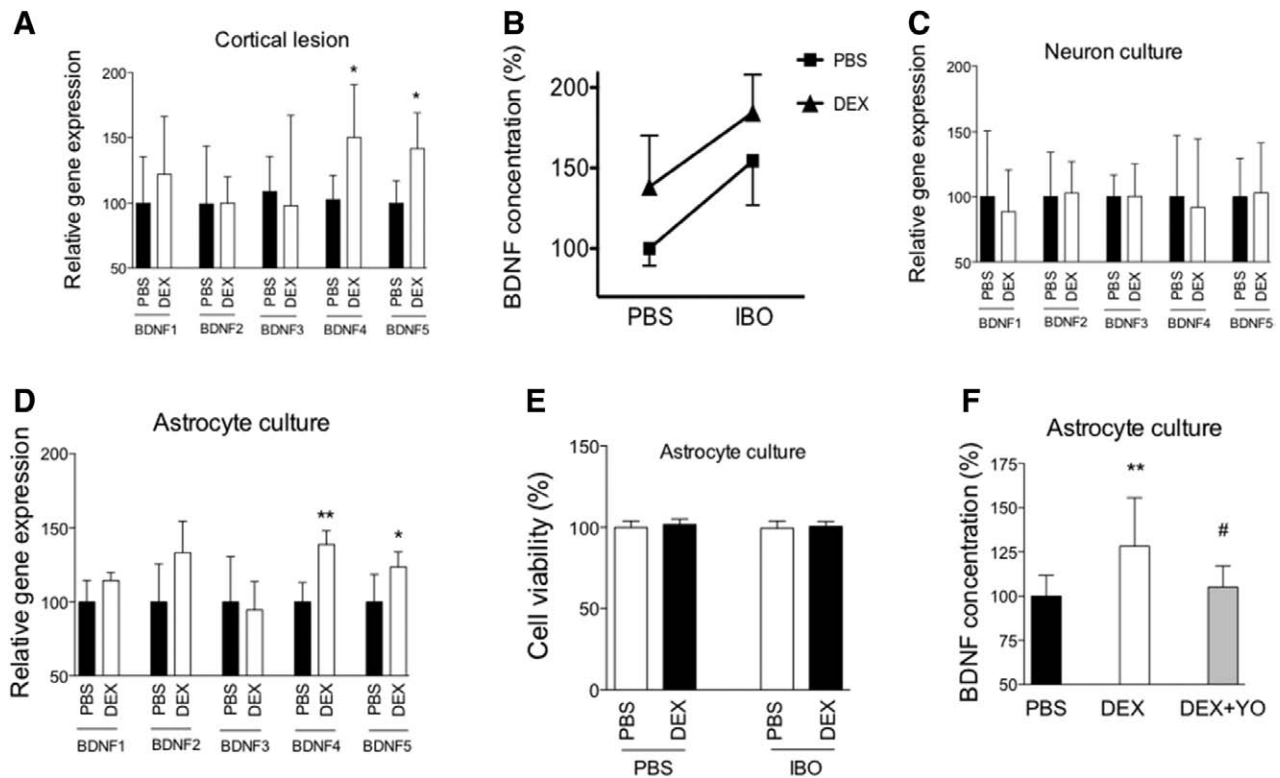 A
Cortical lesion
Relative gene expression
200
150
100
50
*
*
PBS
DEX
PBS
DEX
PBS
DEX
PBS
DEX
PBS
DEX
BDNF1
BDNF2
BDNF3
BDNF4
BDNF5
B
BDNF concentration (%)
200
150
100
PBS
DEX
PBS
IBO
C
Neuron culture
Relative gene expression
200
150
100
50
PBS
DEX
PBS
DEX
PBS
DEX
PBS
DEX
PBS
DEX
BDNF1
BDNF2
BDNF3
BDNF4
BDNF5
D
Astrocyte culture
Relative gene expression
200
150
100
50
**
*
PBS
DEX
PBS
DEX
PBS
DEX
PBS
DEX
PBS
DEX
BDNF1
BDNF2
BDNF3
BDNF4
BDNF5
E
Astrocyte culture
Cell viability (%)
150
100
50
0
PBS
DEX
PBS
DEX
PBS
IBO
F
Astrocyte culture
BDNF concentration (%)
175
150
125
100
75
50
**
#
PBS
DEX
DEX+YO